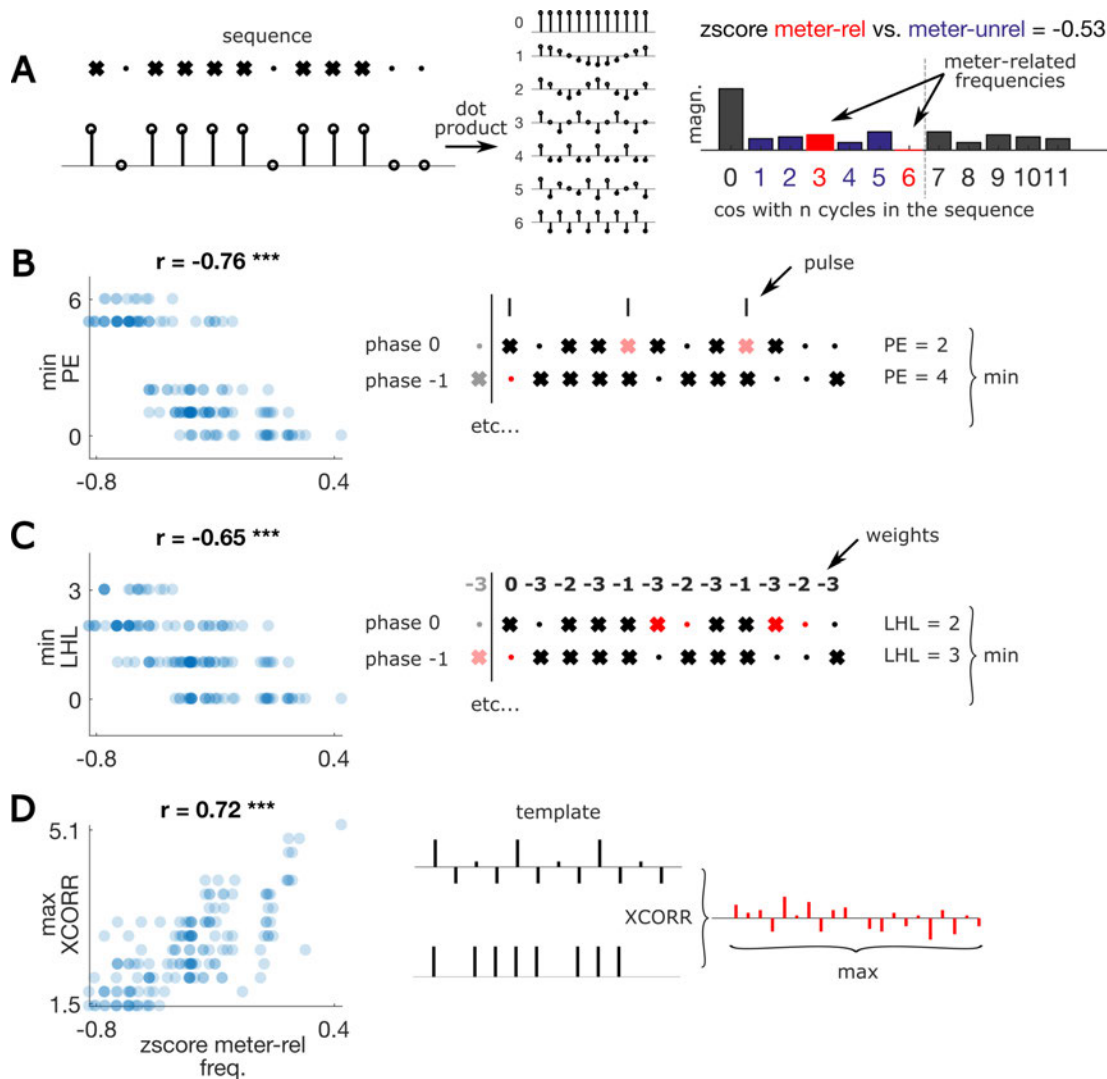 A
sequence
dot
product
0
1
2
3
4
5
6
zscore meter-rel vs. meter-unrel = -0.53
meter-related
frequencies
magn.
0 1 2 3 4 5 6 7 8 9 10 11
cos with n cycles in the sequence
B
r = -0.76 ***
6
min
PE
0
-0.8 0.4
pulse
phase 0 PE = 2
phase -1 PE = 4
min
etc...
C
r = -0.65 ***
3
min
LHL
0
-0.8 0.4
weights
-3 0 -3 -2 -3 -1 -3 -2 -3 -1 -3 -2 -3
phase 0 LHL = 2
phase -1 LHL = 3
min
etc...
D
r = 0.72 ***
5.1
max
XCORR
1.5
-0.8 0.4
zscore meter-rel
freq.
template
XCORR
max